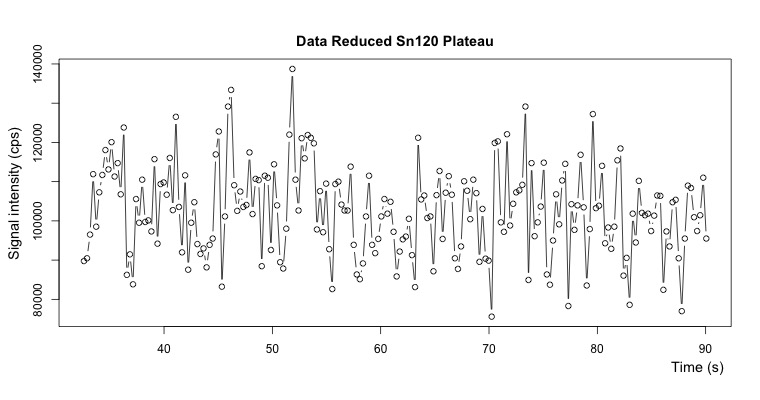 Data Reduced Sn120 Plateau
Signal intensity (cps)
140000
120000
100000
80000
40 50 60 70 80 90
Time (s)